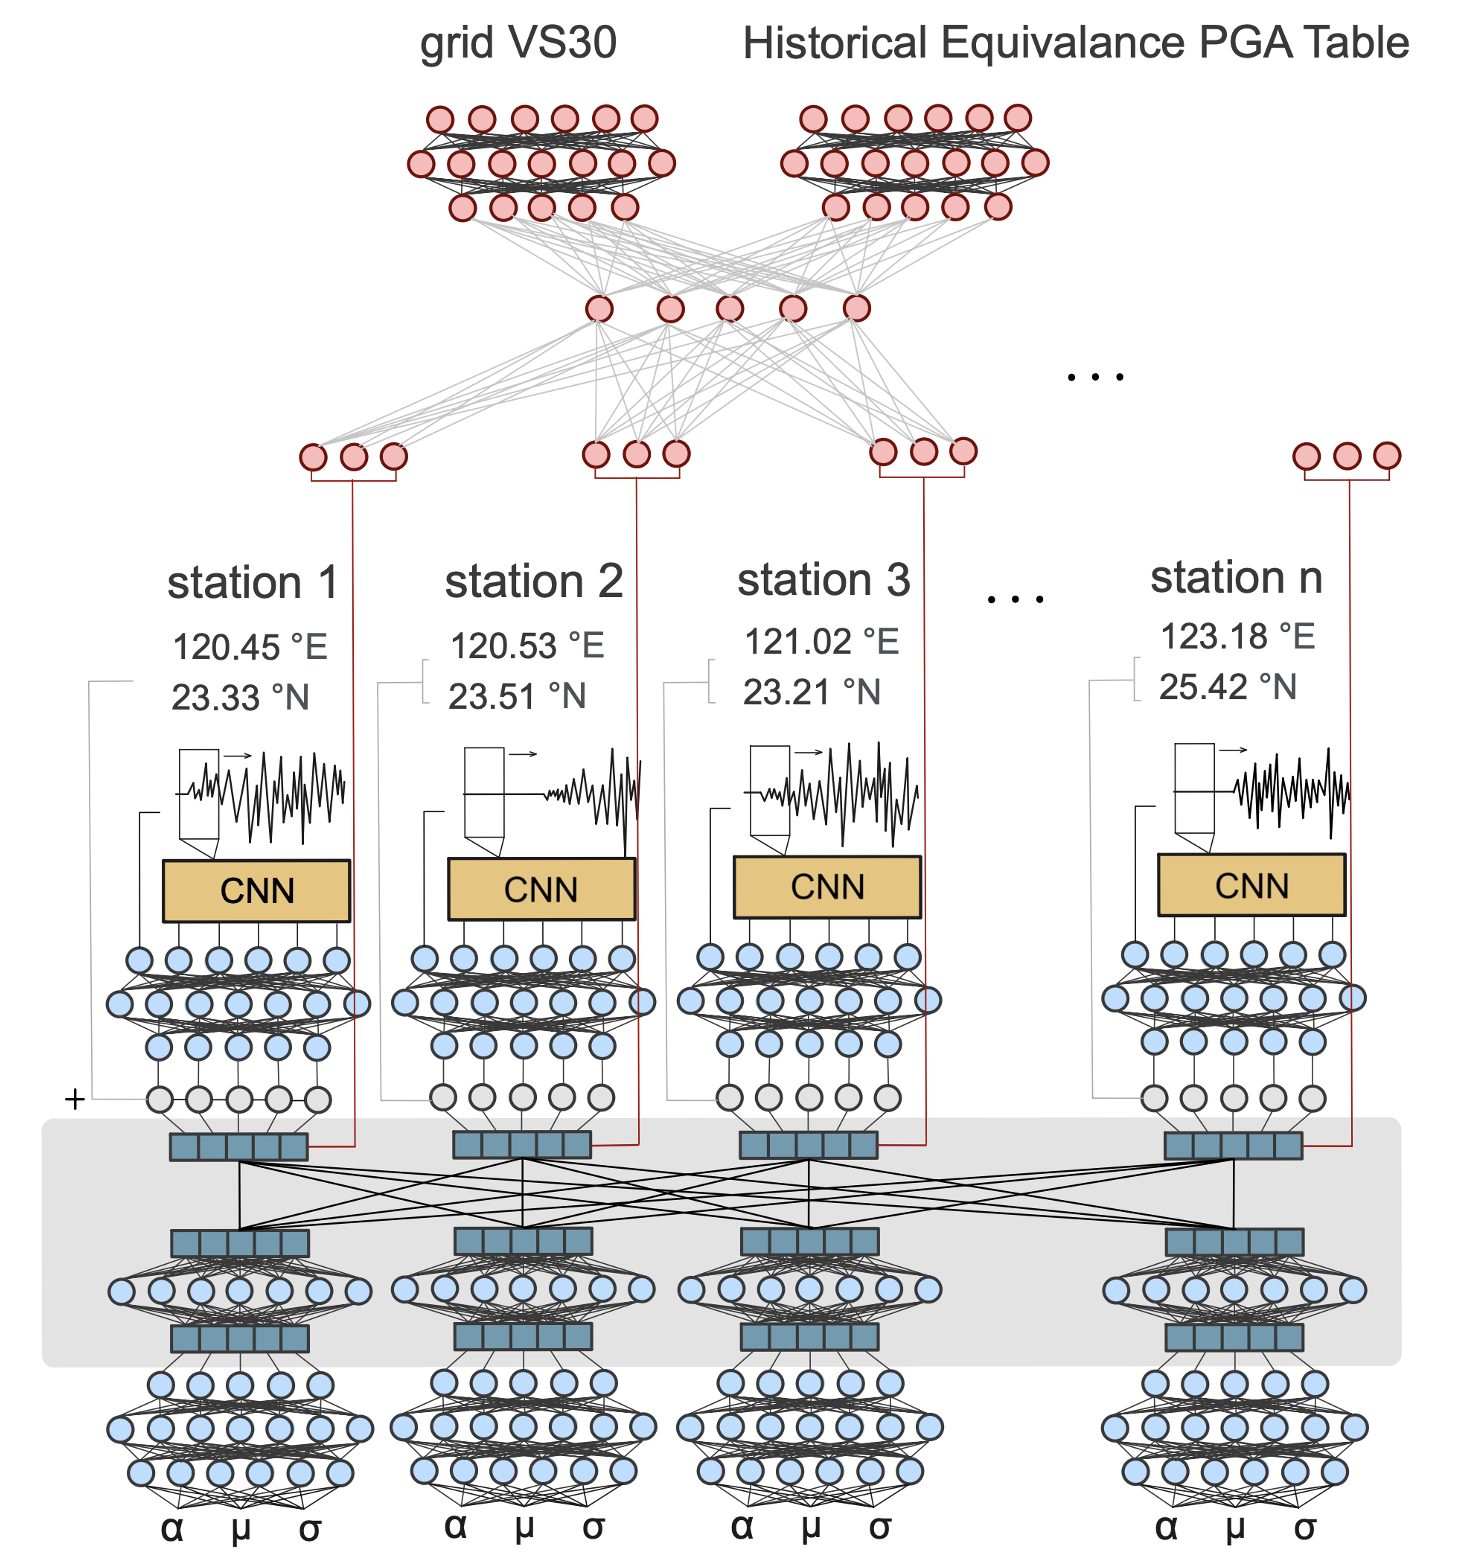 grid VS30 Historical Equivalance PGA Table
. . .
station 1 station 2 station 3 . . . station n
120.45 °E 120.53 °E 121.02 °E 123.18 °E
23.33 °N 23.51 °N 23.21 °N 25.42 °N
CNN CNN CNN CNN
+
α μ σ α μ σ α μ σ α μ σ